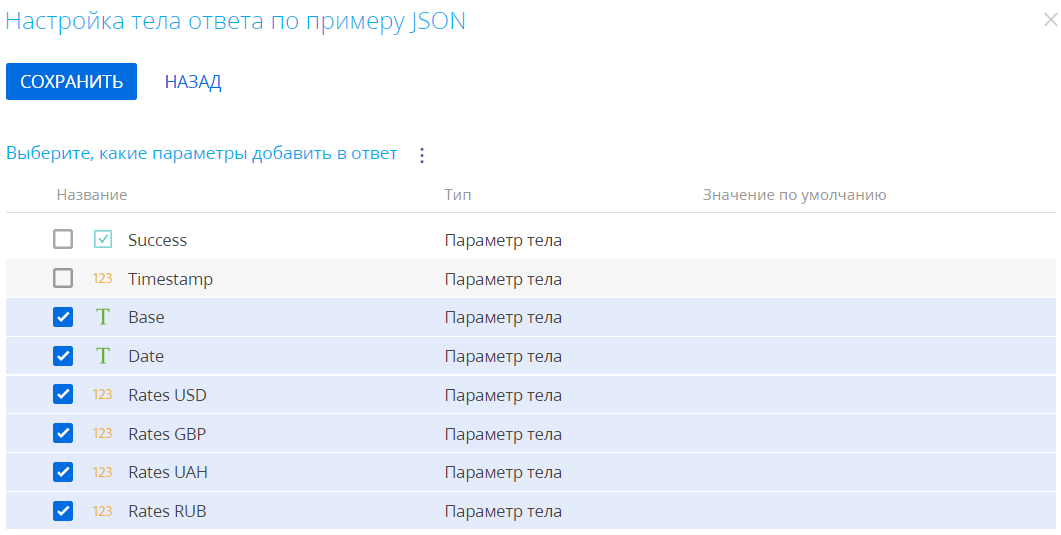 Настройка тела ответа по примеру JSON
СОХРАНИТЬ НАЗАД
Выберите, какие параметры добавить в ответ
Название Тип Значение по умолчанию
Success Параметр тела
123 Timestamp Параметр тела
T Base Параметр тела
T Date Параметр тела
123 Rates USD Параметр тела
123 Rates GBP Параметр тела
123 Rates UAH Параметр тела
123 Rates RUB Параметр тела